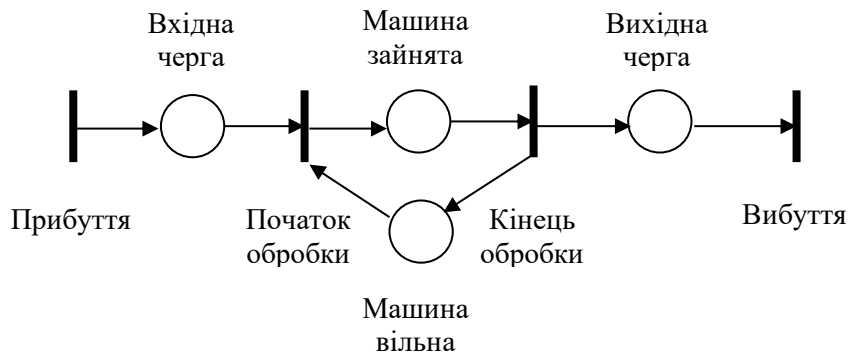 Вхідна
черга
Машина
зайнята
Вихідна
черга
Прибуття
Початок
обробки
Кінець
обробки
Вибуття
Машина
вільна